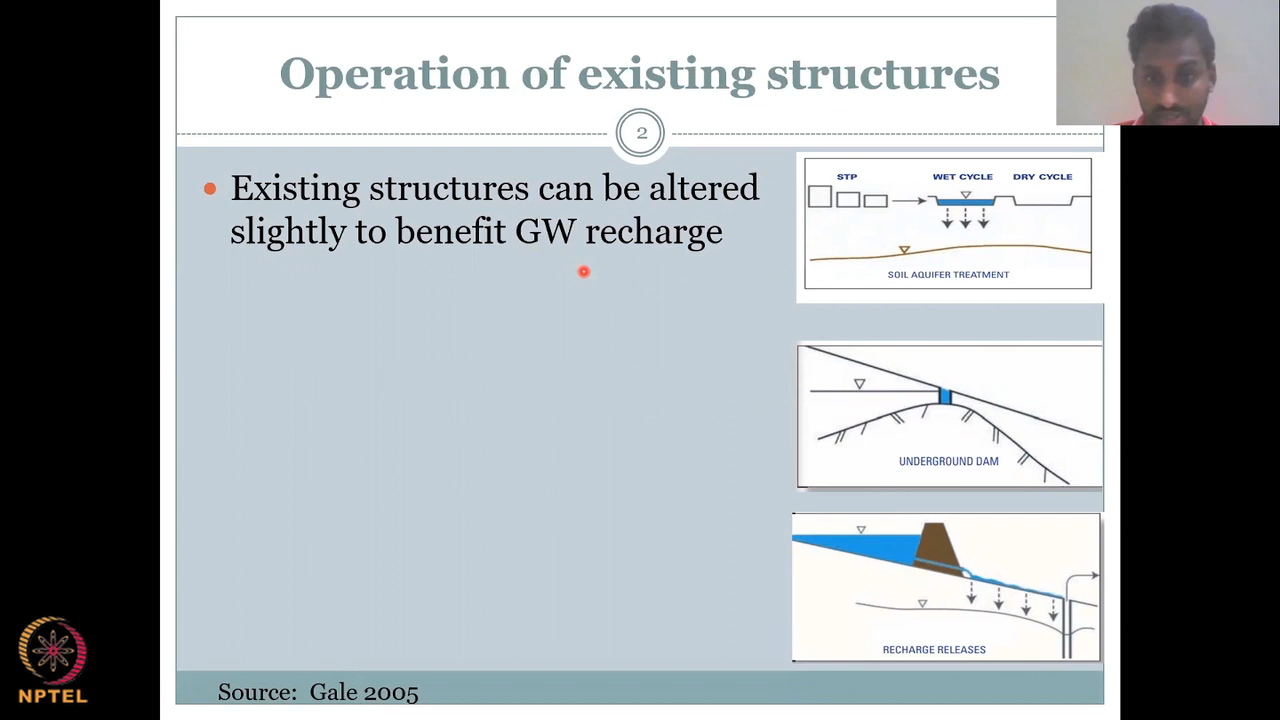 Operation of existing structures
2
Existing structures can be altered
slightly to benefit GW recharge
STP
WET CYCLE
DRY CYCLE
SOIL AQUIFER TREATMENT
UNDERGROUND DAM
RECHARGE RELEASES
Source: Gale 2005
NPTEL